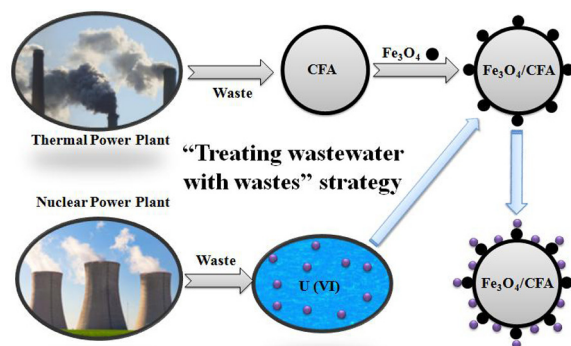 Fe₃O₄
CFA
Fe₃O₄/CFA
Waste
Thermal Power Plant
“Treating wastewater
with wastes” strategy
Nuclear Power Plant
Waste
U (VI)
Fe₃O₄/CFA